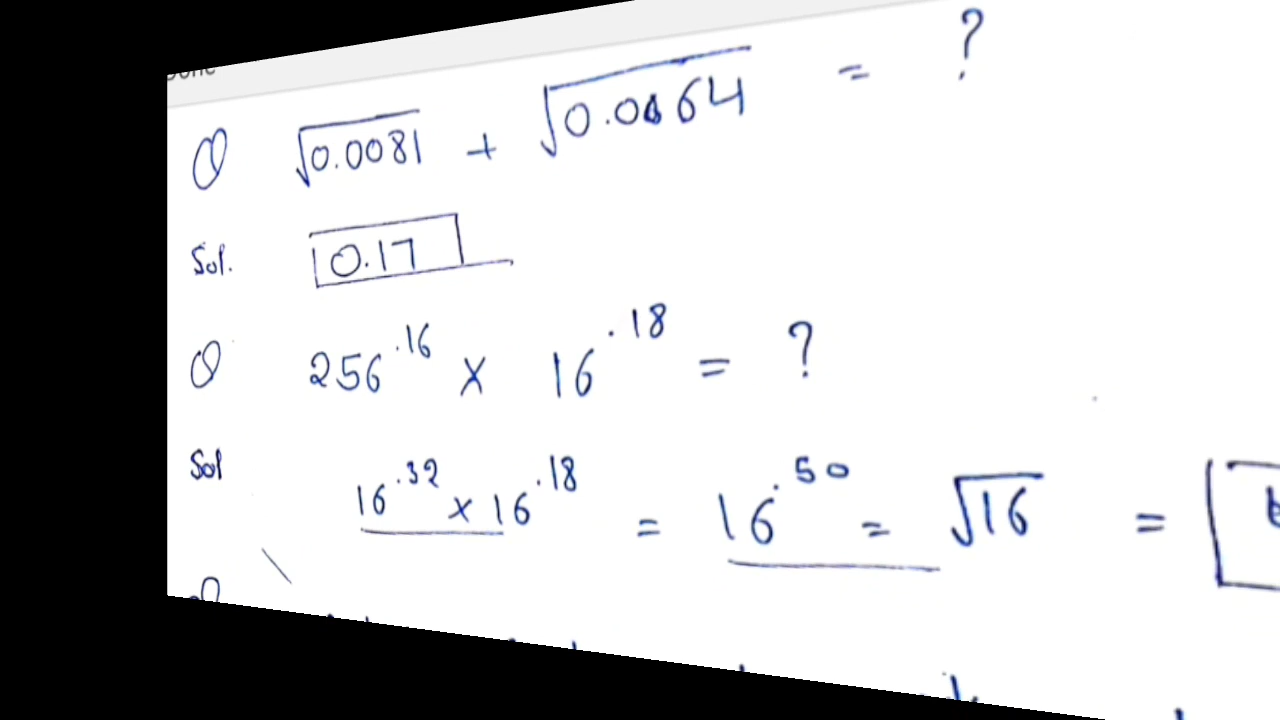 Q √0.0081 + √0.0064 = ?
Sol. 0.17
Q 256^.16 x 16^.18 = ?
Sol 16^.32 x 16^.18 = 16^.50 = √16 =